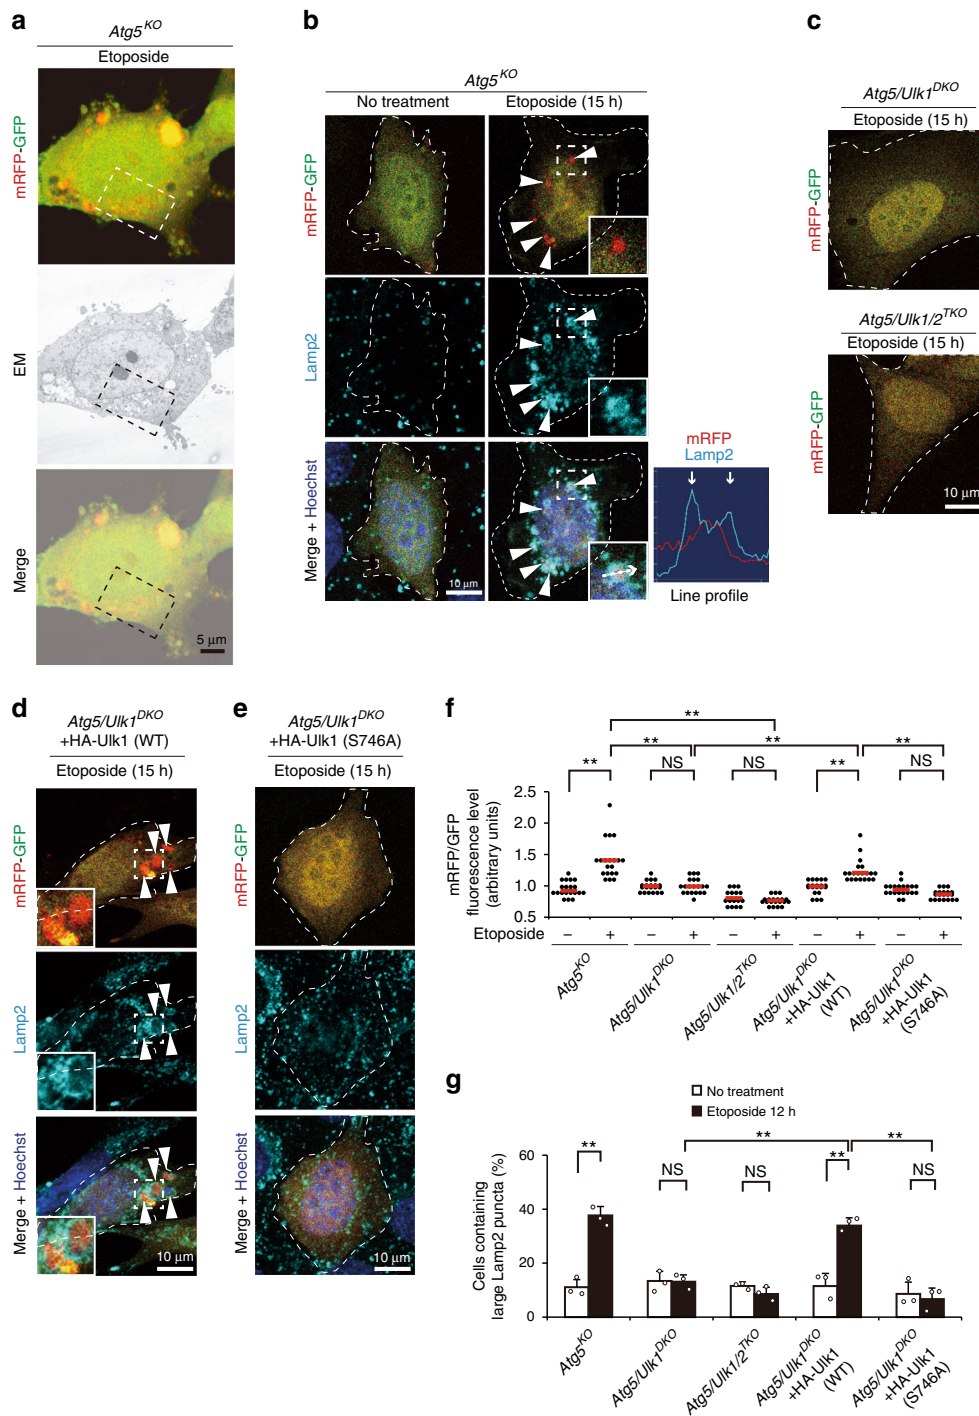 a
Atg5KO
Etoposide
mRFP-GFP
EM
Merge
5 μm
b
Atg5KO
No treatment
Etoposide (15 h)
mRFP-GFP
Lamp2
Merge + Hoechst
10 μm
mRFP
Lamp2
Line profile
c
Atg5/Ulk1DKO
Etoposide (15 h)
mRFP-GFP
Atg5/Ulk1/2TKO
Etoposide (15 h)
mRFP-GFP
10 μm
d
Atg5/Ulk1DKO
+HA-Ulk1 (WT)
Etoposide (15 h)
mRFP-GFP
Lamp2
Merge + Hoechst
10 μm
e
Atg5/Ulk1DKO
+HA-Ulk1 (S746A)
Etoposide (15 h)
mRFP-GFP
Lamp2
Merge + Hoechst
10 μm
f
**
** ** **
** NS NS ** NS
mRFP/GFP
fluorescence level
(arbitrary units)
2.5
2.0
1.5
1.0
0.5
Etoposide − + − + − + − + − +
Atg5KO
Atg5/Ulk1DKO
Atg5/Ulk1/2TKO
Atg5/Ulk1DKO
+HA-Ulk1
(WT)
Atg5/Ulk1DKO
+HA-Ulk1
(S746A)
g
No treatment
Etoposide 12 h
** **
** NS NS ** NS
Cells containing
large Lamp2 puncta (%)
60
40
20
0
Atg5KO
Atg5/Ulk1DKO
Atg5/Ulk1/2TKO
Atg5/Ulk1DKO
+HA-Ulk1
(WT)
Atg5/Ulk1DKO
+HA-Ulk1
(S746A)